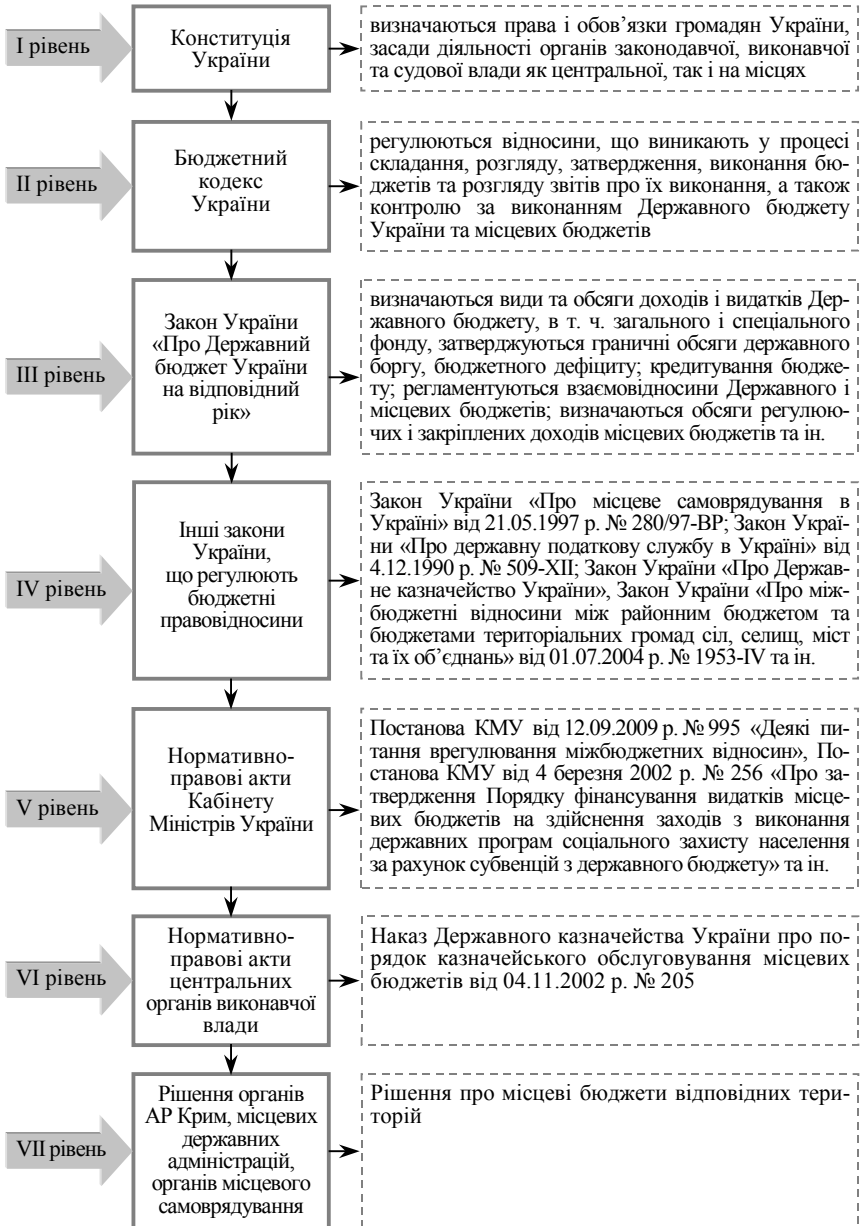 І рівень
Конституція
України
визначаються права і обов’язки громадян України,
засади діяльності органів законодавчої, виконавчої
та судової влади як центральної, так і на місцях
ІІ рівень
Бюджетний
кодекс
України
регулюються відносини, що виникають у процесі
складання, розгляду, затвердження, виконання бю-
джетів та розгляду звітів про їх виконання, а також
контролю за виконанням Державного бюджету
України та місцевих бюджетів
ІІІ рівень
Закон України
«Про Державний
бюджет України
на відповідний
рік»
визначаються види та обсяги доходів і видатків Дер-
жавного бюджету, в т. ч. загального і спеціального
фонду, затверджуються граничні обсяги державного
боргу, бюджетного дефіциту; кредитування бюдже-
ту; регламентуються взаємовідносини Державного і
місцевих бюджетів; визначаються обсяги регулюю-
чих і закріплених доходів місцевих бюджетів та ін.
IV рівень
Інші закони
України,
що регулюють
бюджетні
правовідносини
Закон України «Про місцеве самоврядування в
Україні» від 21.05.1997 р. № 280/97-ВР; Закон Украї-
ни «Про державну податкову службу в Україні» від
4.12.1990 р. № 509-XII; Закон України «Про Держав-
не казначейство України», Закон України «Про між-
бюджетні відносини між районним бюджетом та
бюджетами територіальних громад сіл, селищ, міст
та їх об’єднань» від 01.07.2004 р. № 1953-IV та ін.
V рівень
Нормативно-
правові акти
Кабінету
Міністрів України
Постанова КМУ від 12.09.2009 р. № 995 «Деякі пи-
тання врегулювання міжбюджетних відносин», По-
станова КМУ від 4 березня 2002 р. № 256 «Про за-
твердження Порядку фінансування видатків місце-
вих бюджетів на здійснення заходів з виконання
державних програм соціального захисту населення
за рахунок субвенцій з державного бюджету» та ін.
VI рівень
Нормативно-
правові акти
центральних
органів виконавчої
влади
Наказ Державного казначейства України про по-
рядок казначейського обслуговування місцевих
бюджетів від 04.11.2002 р. № 205
VII рівень
Рішення органів
АР Крим, місцевих
державних
адміністрацій,
органів місцевого
самоврядування
Рішення про місцеві бюджети відповідних тери-
торій